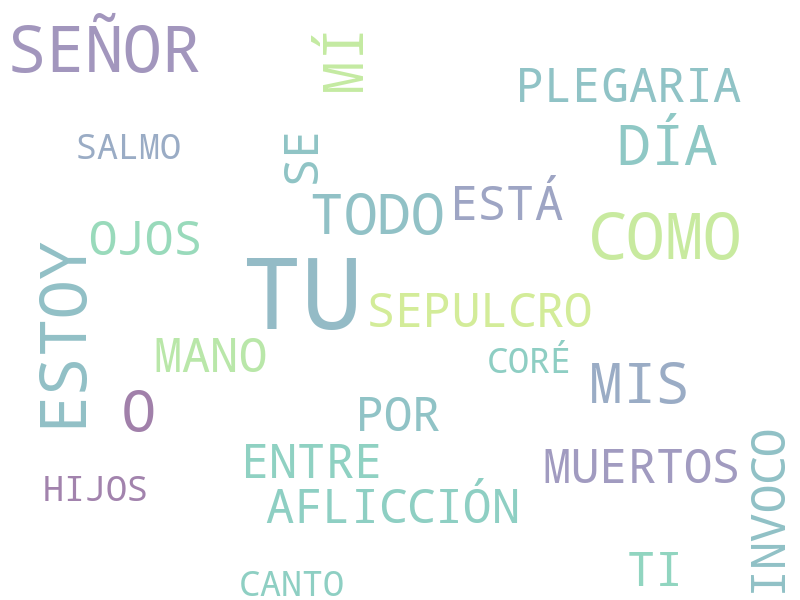 SEÑOR
MÍ
PLEGARIA
SALMO
SE
DÍA
TODO
ESTÁ
OJOS
COMO
ESTOY
TU
SEPULCRO
MANO
CORÉ
MIS
O
POR
ENTRE
MUERTOS
HIJOS
AFLICCIÓN
INVOCO
CANTO
TI